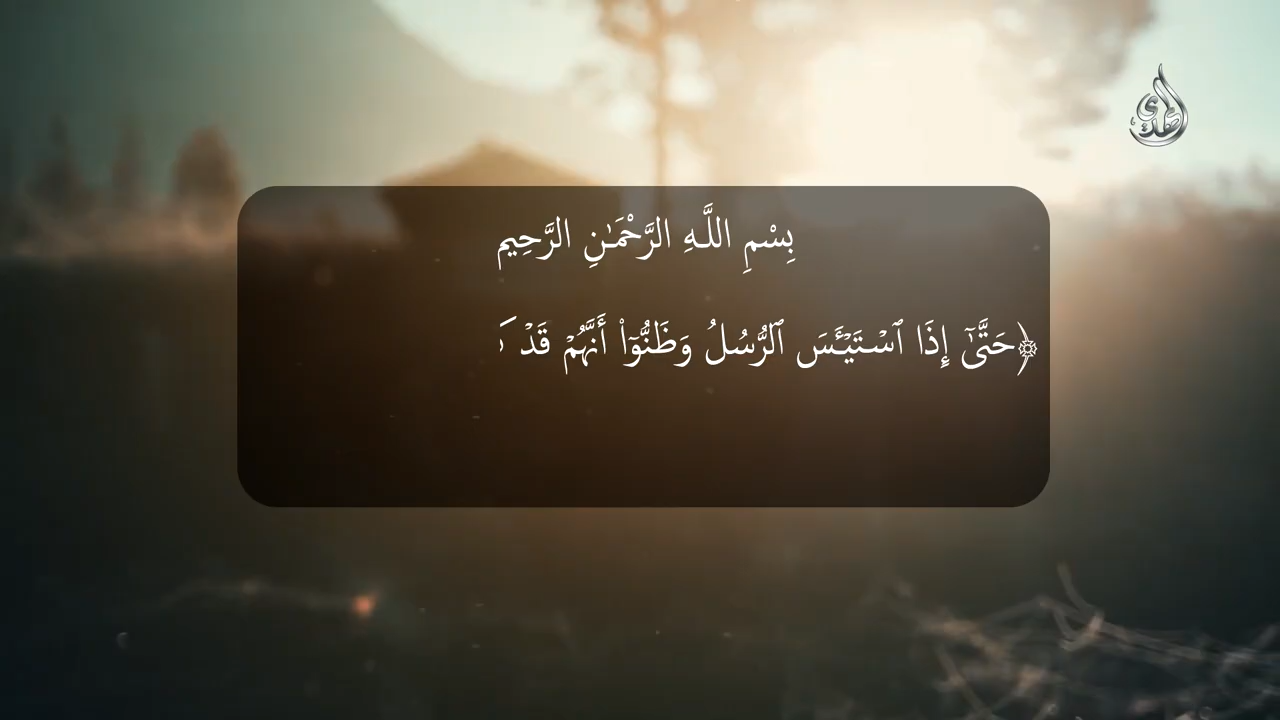 بِسْمِ اللَّهِ الرَّحْمَٰنِ الرَّحِيمِ
﴿حَتَّىٰٓ إِذَا ٱسْتَيْـَٔسَ ٱلرُّسُلُ وَظَنُّوٓا۟ أَنَّهُمْ قَدْ